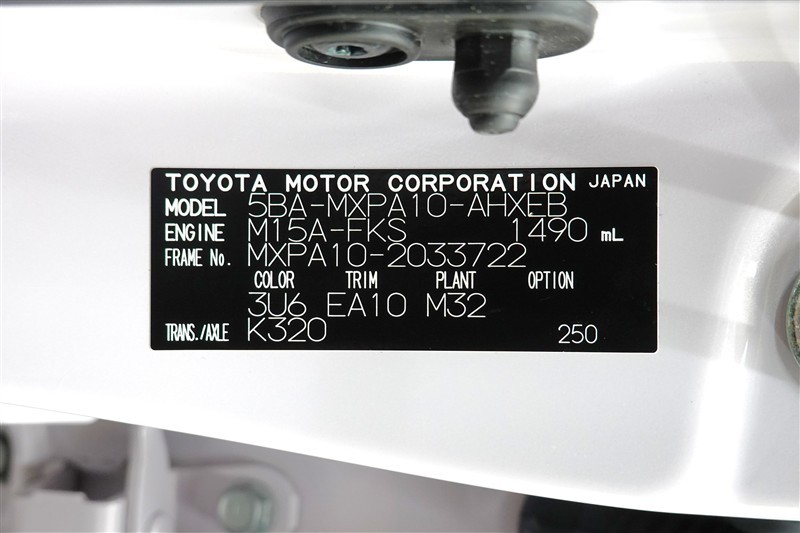 TOYOTA MOTOR CORPORATION JAPAN
MODEL 5BA-MXPA10-AHXEB
ENGINE M15A-FKS 1490 mL
FRAME No. MXPA10-2033722
COLOR TRIM PLANT OPTION
3U6 EA10 M32
TRANS./AXLE K320 250